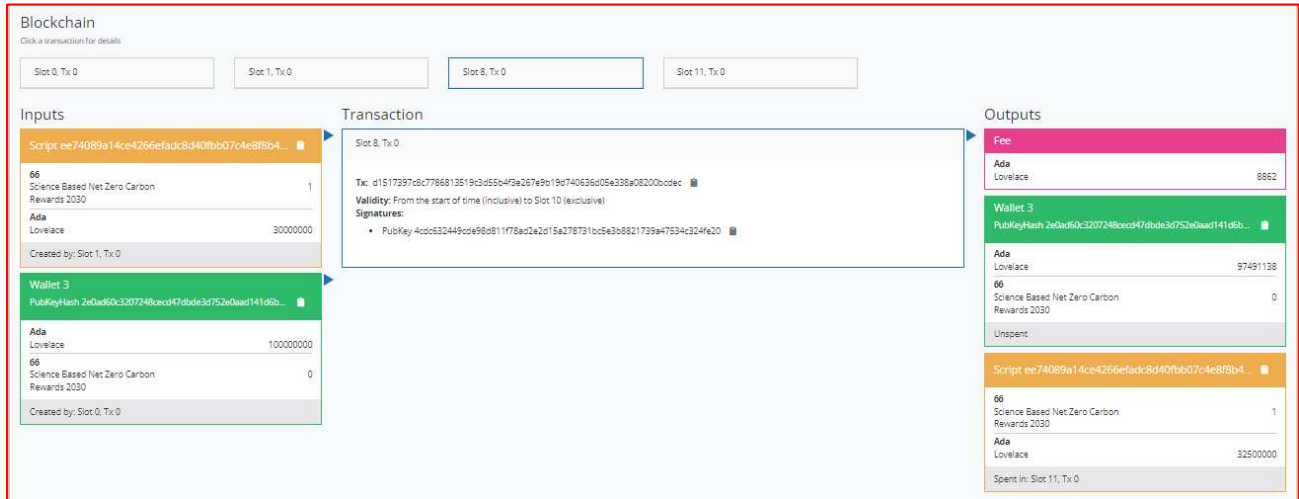 Blockchain
Click a transaction for details
Slot 0, Tx 0
Slot 1, Tx 0
Slot 8, Tx 0
Slot 11, Tx 0
Inputs
Script ee74089a14ce4266efadc8d40fbb07c4e8f8b4...
66
Science Based Net Zero Carbon 1
Rewards 2030
Ada
Lovelace 30000000
Created by: Slot 1, Tx 0
Wallet 3
PubKeyHash 2e0ad60c3207248cecd47dbde3d752e0aad141d6b...
Ada
Lovelace 100000000
66
Science Based Net Zero Carbon 0
Rewards 2030
Created by: Slot 0, Tx 0
Transaction
Slot 8, Tx 0
Tx: d1517397c8c7786813519c3d55b4f3e267e9b19d740636d05e338a08200bcdec
Validity: From the start of time (inclusive) to Slot 10 (exclusive)
Signatures:
• PubKey 4cdc632449cde98d811f78ad2e2d15a278731bc5e3b8821739a47534c324fe20
Outputs
Fee
Ada
Lovelace 8862
Wallet 3
PubKeyHash 2e0ad60c3207248cecd47dbde3d752e0aad141d6b...
Ada
Lovelace 97491138
66
Science Based Net Zero Carbon 0
Rewards 2030
Unspent
Script ee74089a14ce4266efadc8d40fbb07c4e8f8b4...
66
Science Based Net Zero Carbon 1
Rewards 2030
Ada
Lovelace 32500000
Spent in: Slot 11, Tx 0